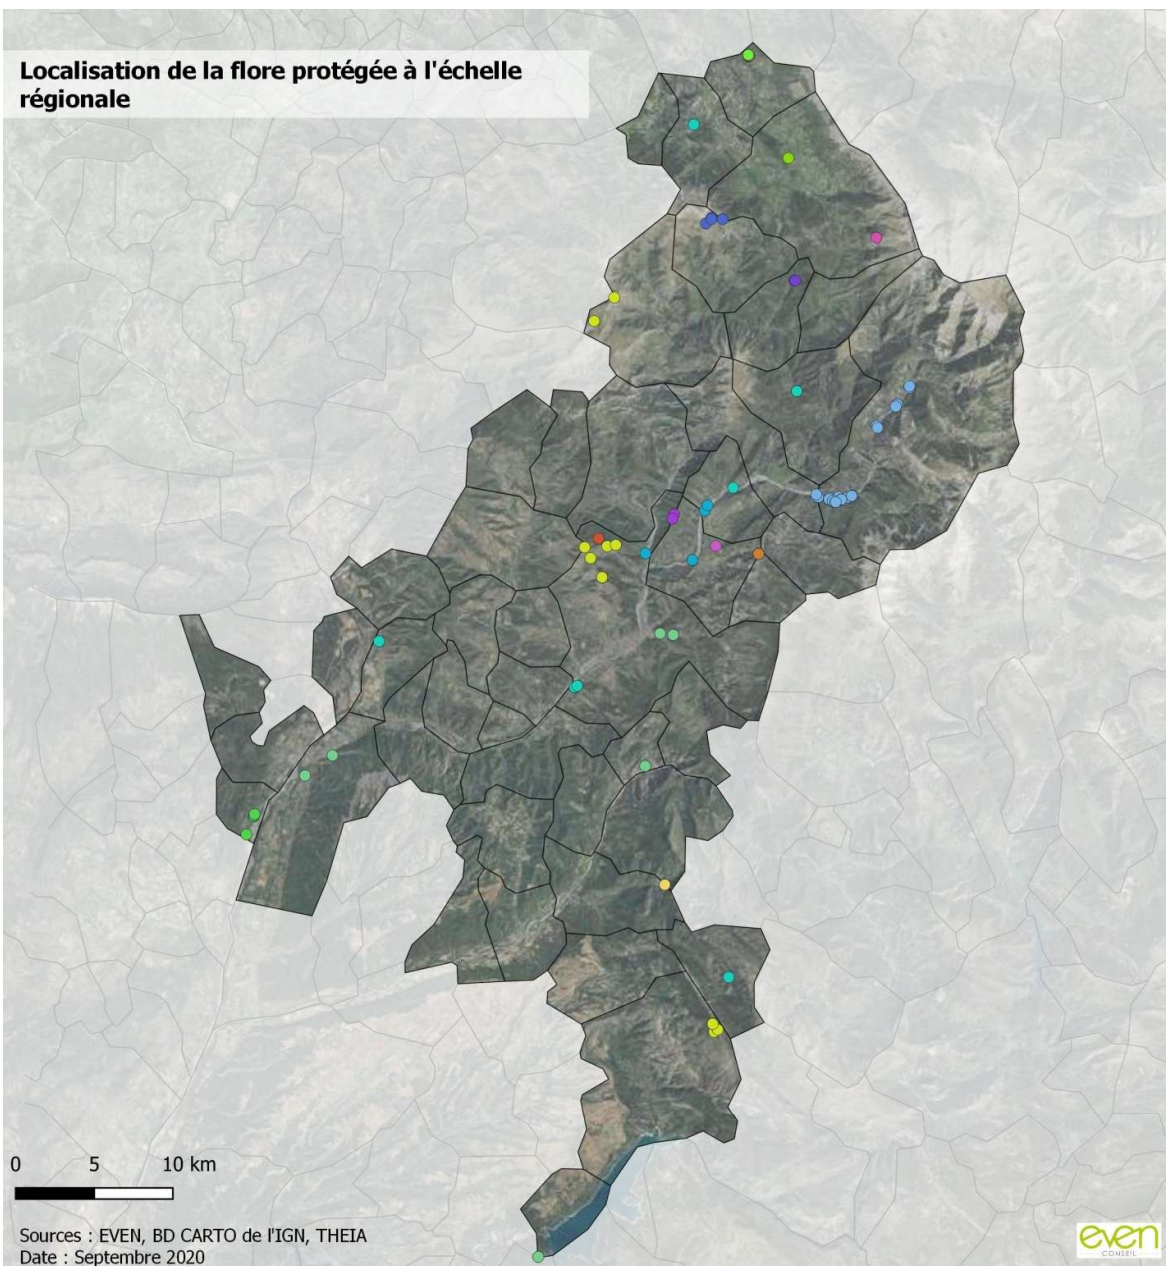 Localisation de la flore protégée à l'échelle
régionale
0 5 10 km
Sources : EVEN, BD CARTO de l'IGN, THEIA
Date : Septembre 2020
even
CONSEIL